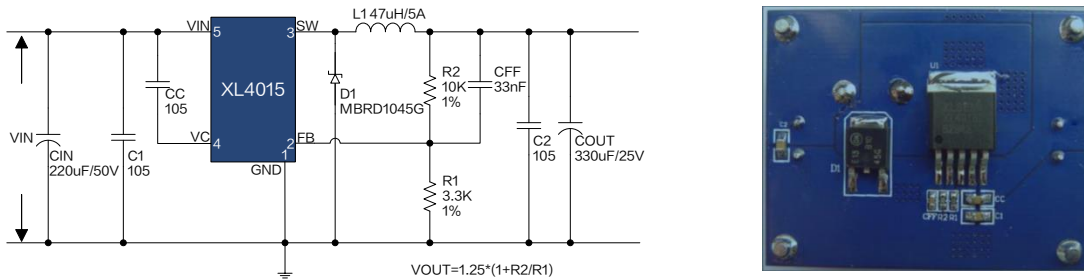 L1 47uH/5A
VIN
5
3
SW
XL4015
CC
105
VC
4
2
FB
1
GND
D1
MBRD1045G
R2
10K
1%
CFF
33nF
VIN
CIN
220uF/50V
C1
105
C2
105
COUT
330uF/25V
R1
3.3K
1%
VOUT=1.25*(1+R2/R1)
U1
C2
D1
CFF
R2
R1
CC
C1